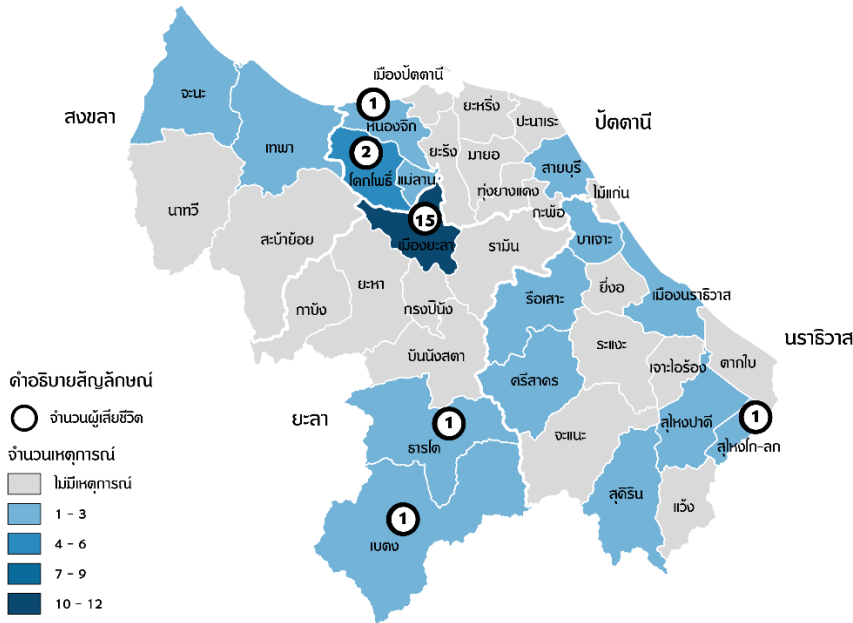 เมืองปัตตานี
สงขลา
จะนะ
1
ยะหริ่ง
ปะนาเระ
ปัตตานี
หนองจิก
เทพา
2
ยะรัง
มายอ
สายบุรี
โคกโพธิ์
แม่ลาน
ทุ่งยางแดง
ไม้แก่น
นาทวี
15
กะพ้อ
สะบ้าย้อย
เมืองยะลา
รามัน
บาเจาะ
ยะหา
รือเสาะ
ยี่งอ
เมืองนราธิวาส
กาบัง
กรงปินัง
นราธิวาส
บันนังสตา
ระแงะ
เจาะไอร้อง
ตากใบ
ศรีสาคร
คำอธิบายสัญลักษณ์
จำนวนผู้เสียชีวิต
ยะลา
1
ธารโต
สุไหงปาดี
1
สุไหงโก-ลก
จะแนะ
จำนวนเหตุการณ์
ไม่มีเหตุการณ์
1 - 3
4 - 6
7 - 9
10 - 12
สุคิริน
แว้ง
1
เบตง